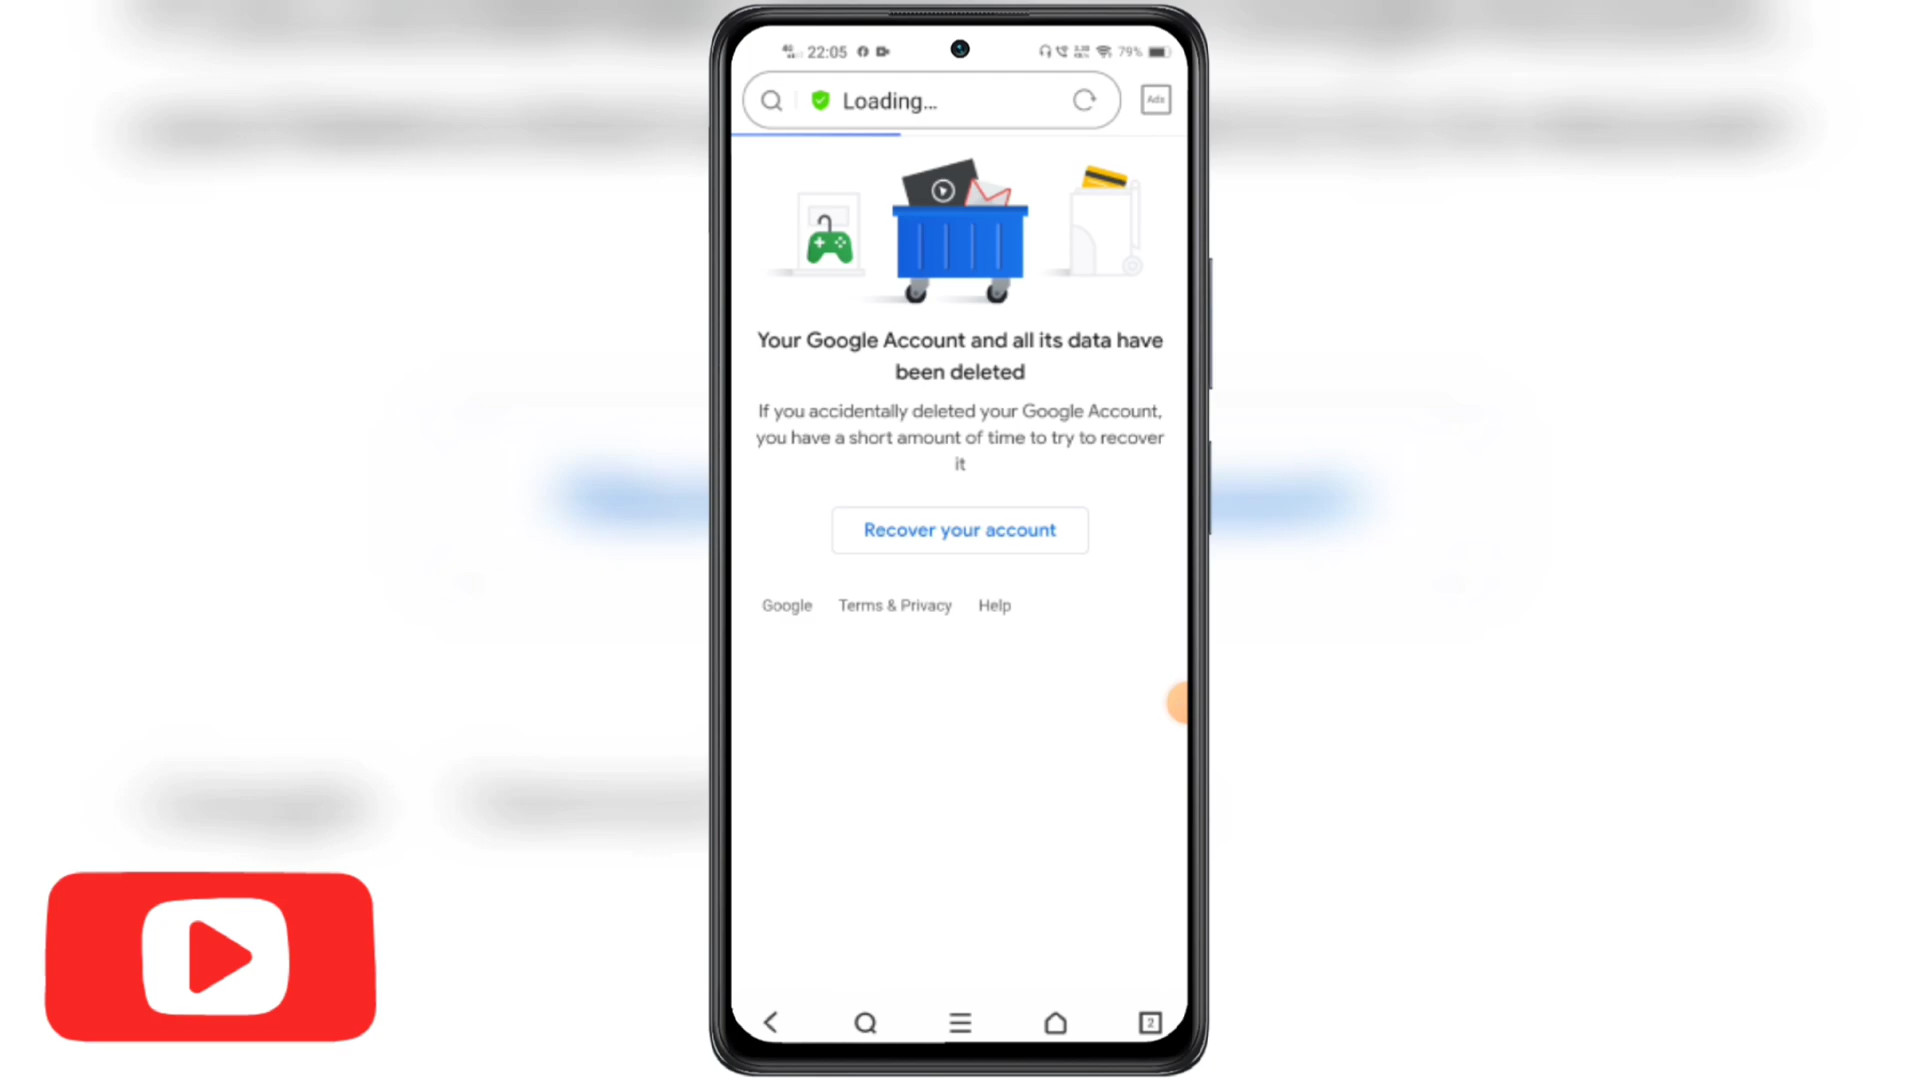 22:05
79%
Loading...
Ads
Your Google Account and all its data have
been deleted
If you accidentally deleted your Google Account,
you have a short amount of time to try to recover
it
Recover your account
Google Terms & Privacy Help
2